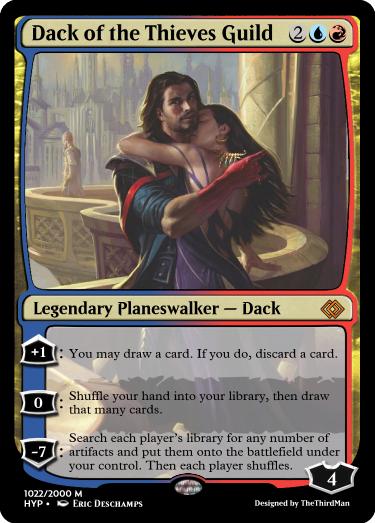 Dack of the Thieves Guild 2
Legendary Planeswalker — Dack
+1: You may draw a card. If you do, discard a card.
0: Shuffle your hand into your library, then draw
that many cards.
-7: Search each player's library for any number of
artifacts and put them onto the battlefield under
your control. Then each player shuffles.
4
1022/2000 M
HYP • Eric Deschamps
Designed by TheThirdMan